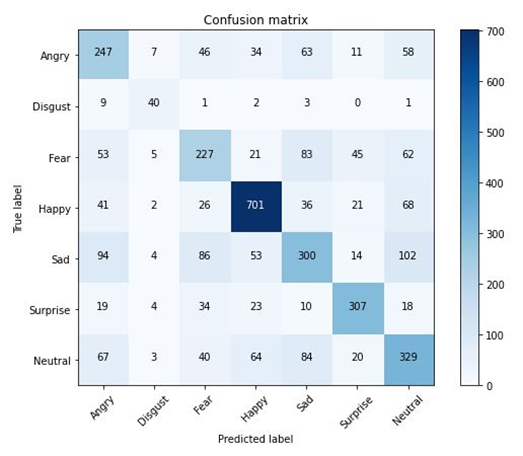 Confusion matrix
True label
Angry 247 7 46 34 63 11 58
Disgust 9 40 1 2 3 0 1
Fear 53 5 227 21 83 45 62
Happy 41 2 26 701 36 21 68
Sad 94 4 86 53 300 14 102
Surprise 19 4 34 23 10 307 18
Neutral 67 3 40 64 84 20 329
Angry Disgust Fear Happy Sad Surprise Neutral
Predicted label
700
600
500
400
300
200
100
0